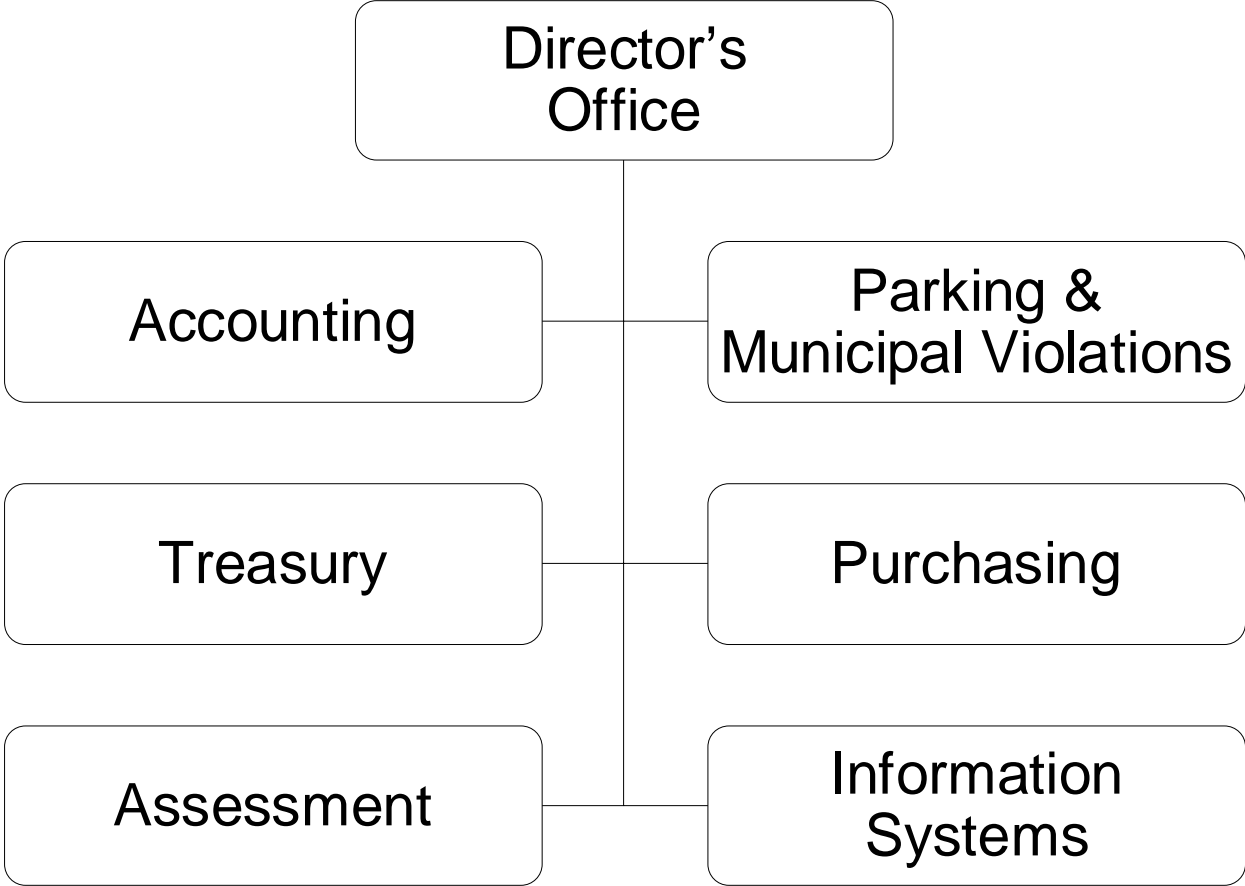 Director’s
Office
Accounting
Parking &
Municipal Violations
Treasury
Purchasing
Assessment
Information
Systems